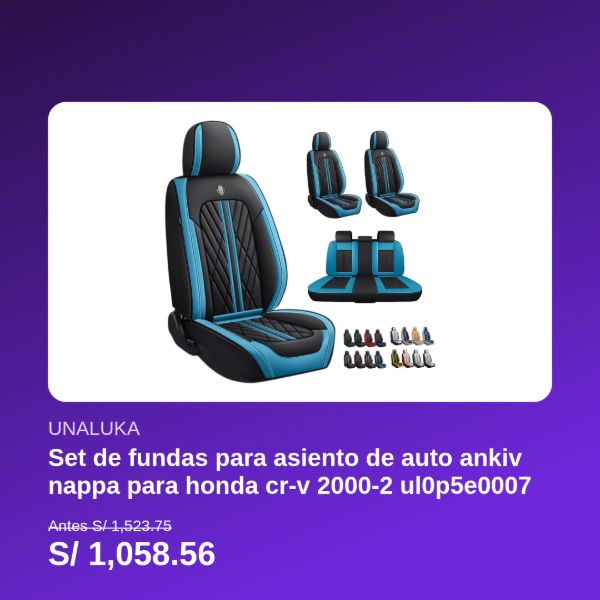 UNALUKA
Set de fundas para asiento de auto ankiv
nappa para honda cr-v 2000-2 ul0p5e0007
Antes S/ 1,523.75
S/ 1,058.56